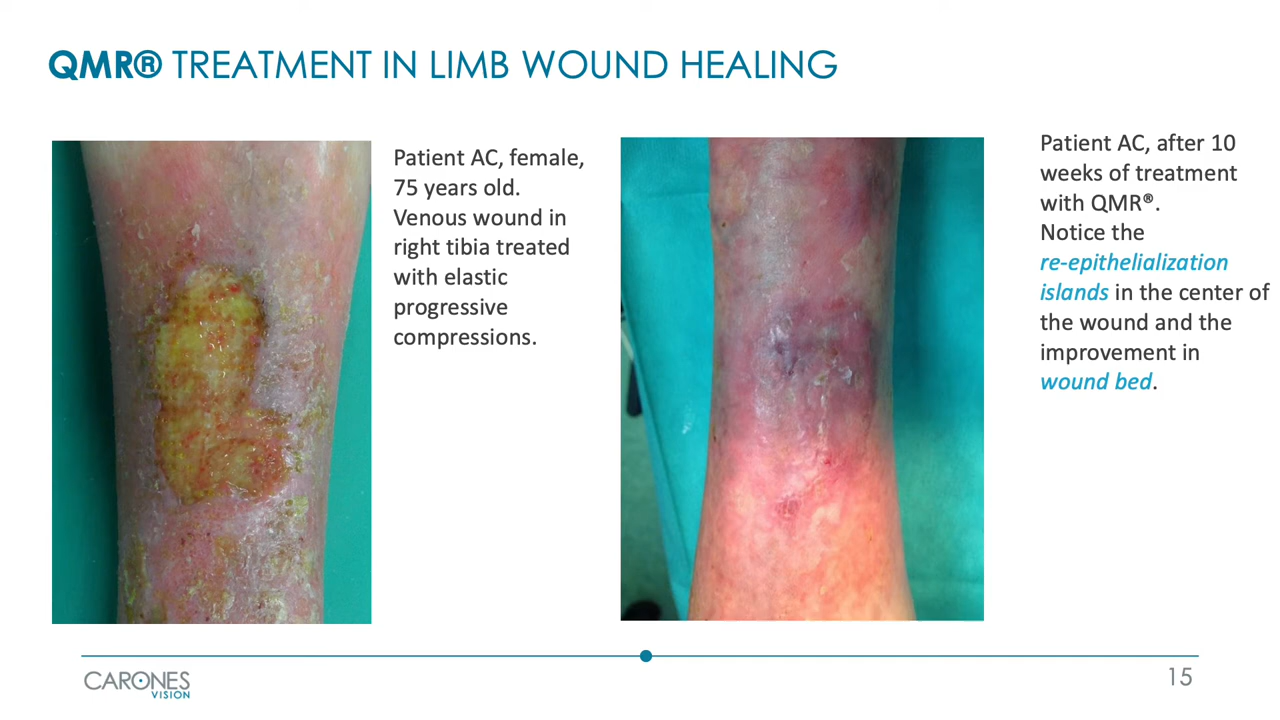 QMR® TREATMENT IN LIMB WOUND HEALING
Patient AC, female,
75 years old.
Venous wound in
right tibia treated
with elastic
progressive
compressions.
Patient AC, after 10
weeks of treatment
with QMR®.
Notice the
re-epithelialization
islands in the center of
the wound and the
improvement in
wound bed.
CARONES
VISION
15